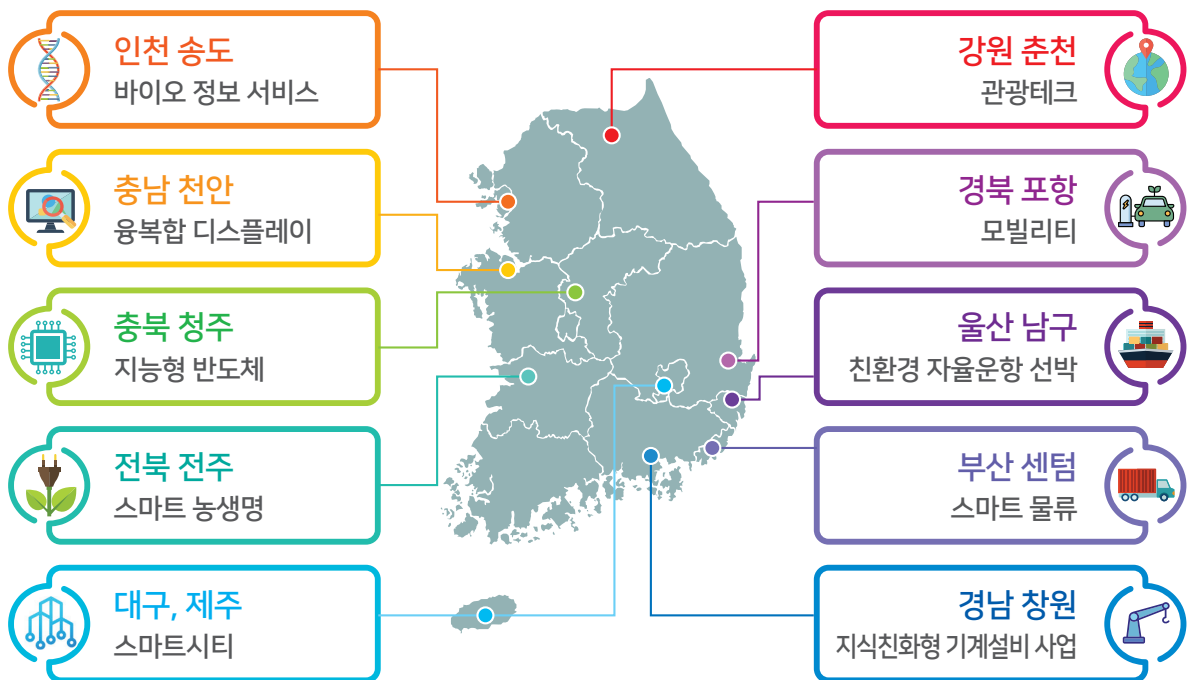 인천 송도
바이오 정보 서비스
충남 천안
융복합 디스플레이
충북 청주
지능형 반도체
전북 전주
스마트 농생명
대구, 제주
스마트시티
강원 춘천
관광테크
경북 포항
모빌리티
울산 남구
친환경 자율운항 선박
부산 센텀
스마트 물류
경남 창원
지식친화형 기계설비 사업